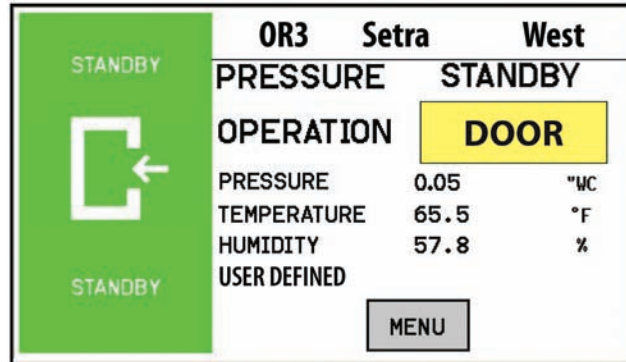 STANDBY
STANDBY
OR3 Setra West
PRESSURE STANDBY
OPERATION DOOR
PRESSURE 0.05 "WC
TEMPERATURE 65.5 °F
HUMIDITY 57.8 %
USER DEFINED
MENU